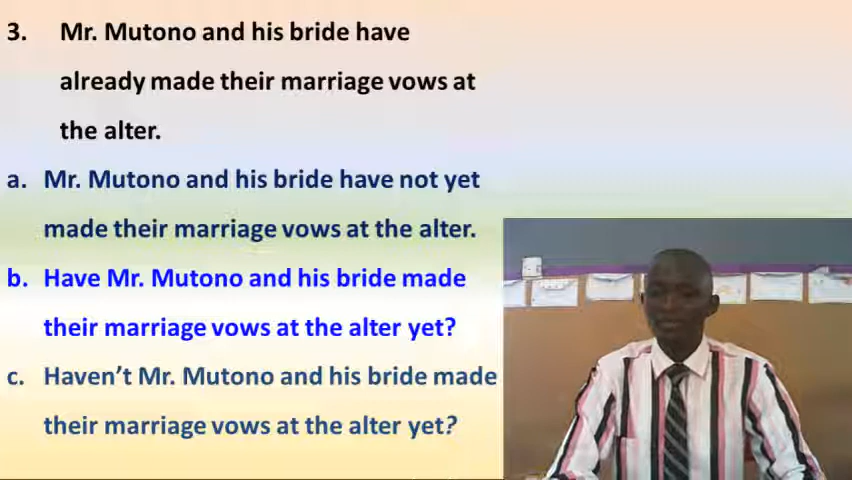 3. Mr. Mutono and his bride have
already made their marriage vows at
the alter.
a. Mr. Mutono and his bride have not yet
made their marriage vows at the alter.
b. Have Mr. Mutono and his bride made
their marriage vows at the alter yet?
c. Haven’t Mr. Mutono and his bride made
their marriage vows at the alter yet?